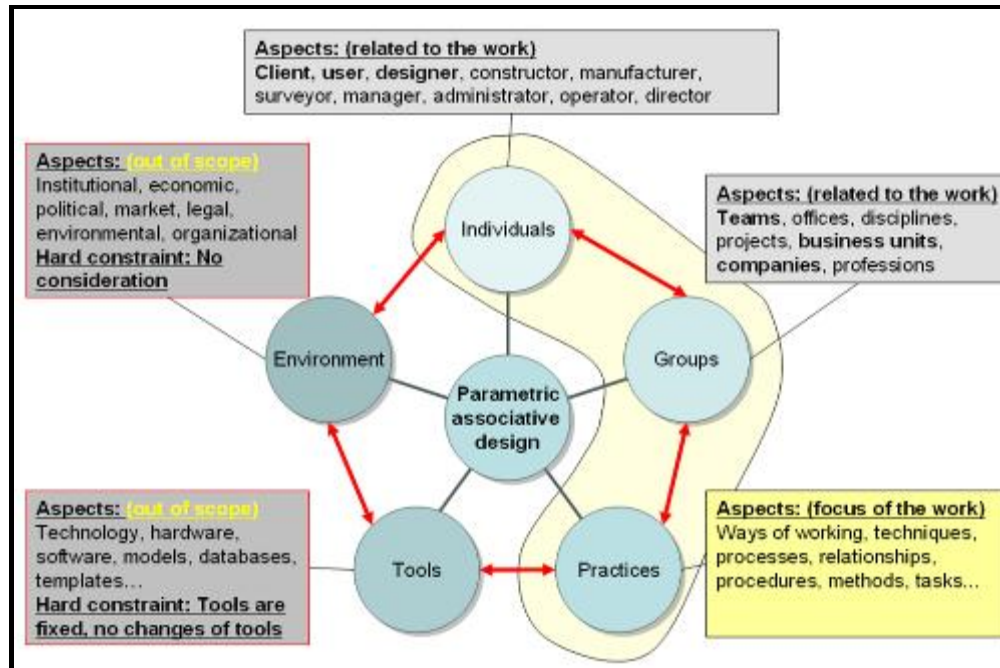 Aspects: (related to the work)
Client, user, designer, constructor, manufacturer,
surveyor, manager, administrator, operator, director
Aspects: (out of scope)
Institutional, economic,
political, market, legal,
environmental, organizational
Hard constraint: No
consideration
Individuals
Aspects: (related to the work)
Teams, offices, disciplines,
projects, business units,
companies, professions
Environment
Groups
Parametric
associative
design
Aspects: (out of scope)
Technology, hardware,
software, models, databases,
templates...
Hard constraint: Tools are
fixed, no changes of tools
Tools
Practices
Aspects: (focus of the work)
Ways of working, techniques,
processes, relationships,
procedures, methods, tasks...